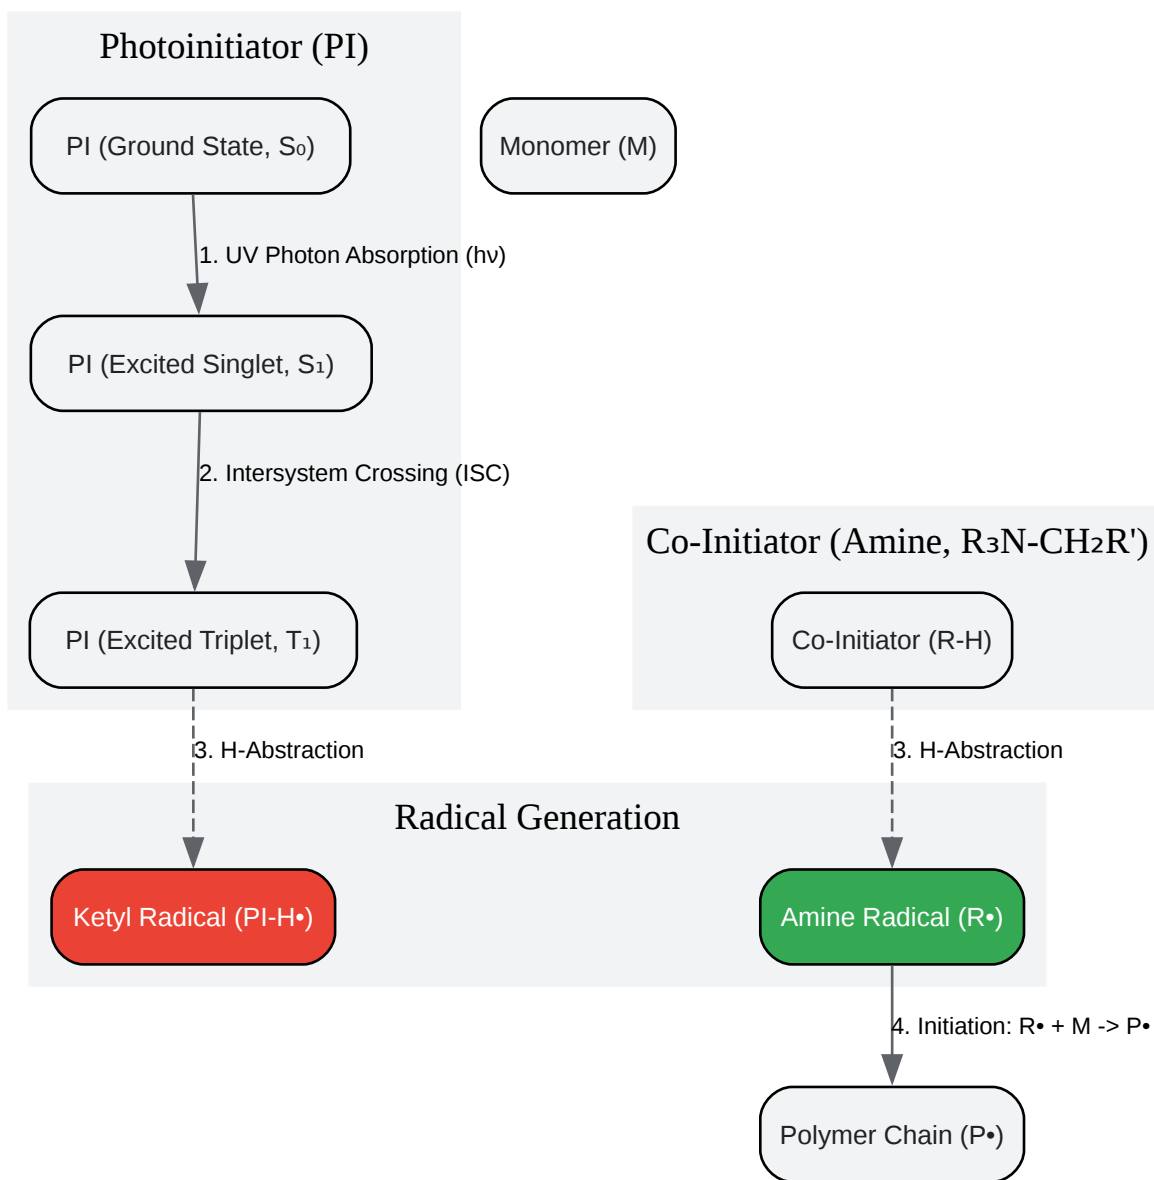 Photoinitiator (PI)
PI (Ground State, S₀)
Monomer (M)
1. UV Photon Absorption (hν)
PI (Excited Singlet, S₁)
2. Intersystem Crossing (ISC)
Co-Initiator (Amine, R₃N-CH₂R')
PI (Excited Triplet, T₁)
Co-Initiator (R-H)
3. H-Abstraction
3. H-Abstraction
Radical Generation
Ketyl Radical (PI-H•)
Amine Radical (R•)
4. Initiation: R• + M -> P•
Polymer Chain (P•)